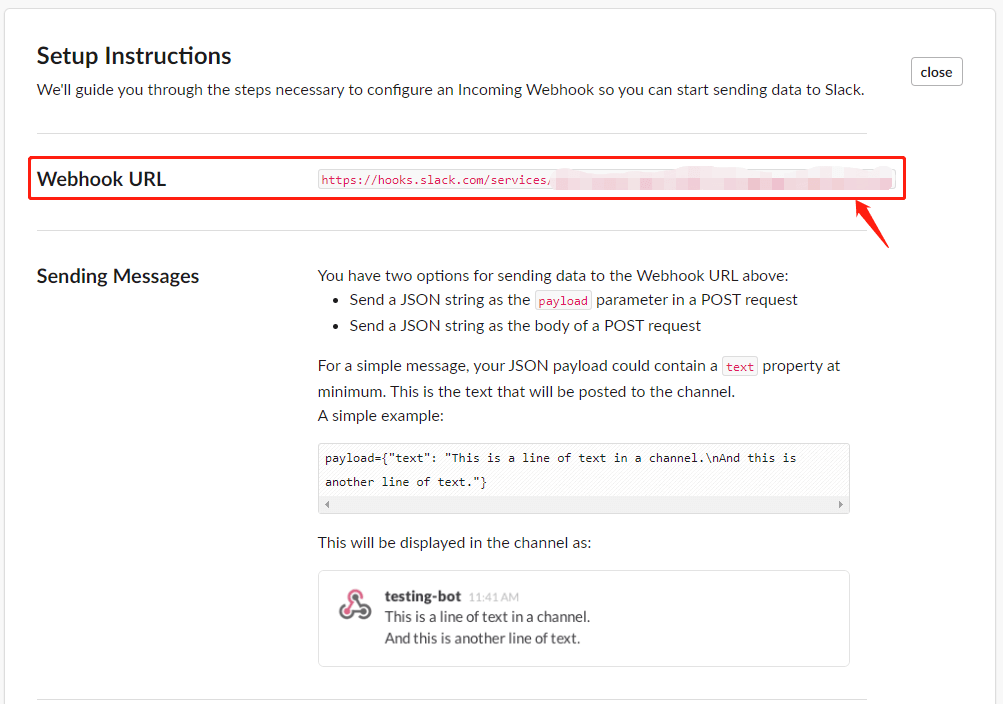 Setup Instructions
close
We'll guide you through the steps necessary to configure an Incoming Webhook so you can start sending data to Slack.
Webhook URL
https://hooks.slack.com/services/
Sending Messages
You have two options for sending data to the Webhook URL above:
• Send a JSON string as the payload parameter in a POST request
• Send a JSON string as the body of a POST request
For a simple message, your JSON payload could contain a text property at
minimum. This is the text that will be posted to the channel.
A simple example:
payload={"text": "This is a line of text in a channel.\nAnd this is
another line of text."}
This will be displayed in the channel as:
testing-bot 11:41 AM
This is a line of text in a channel.
And this is another line of text.